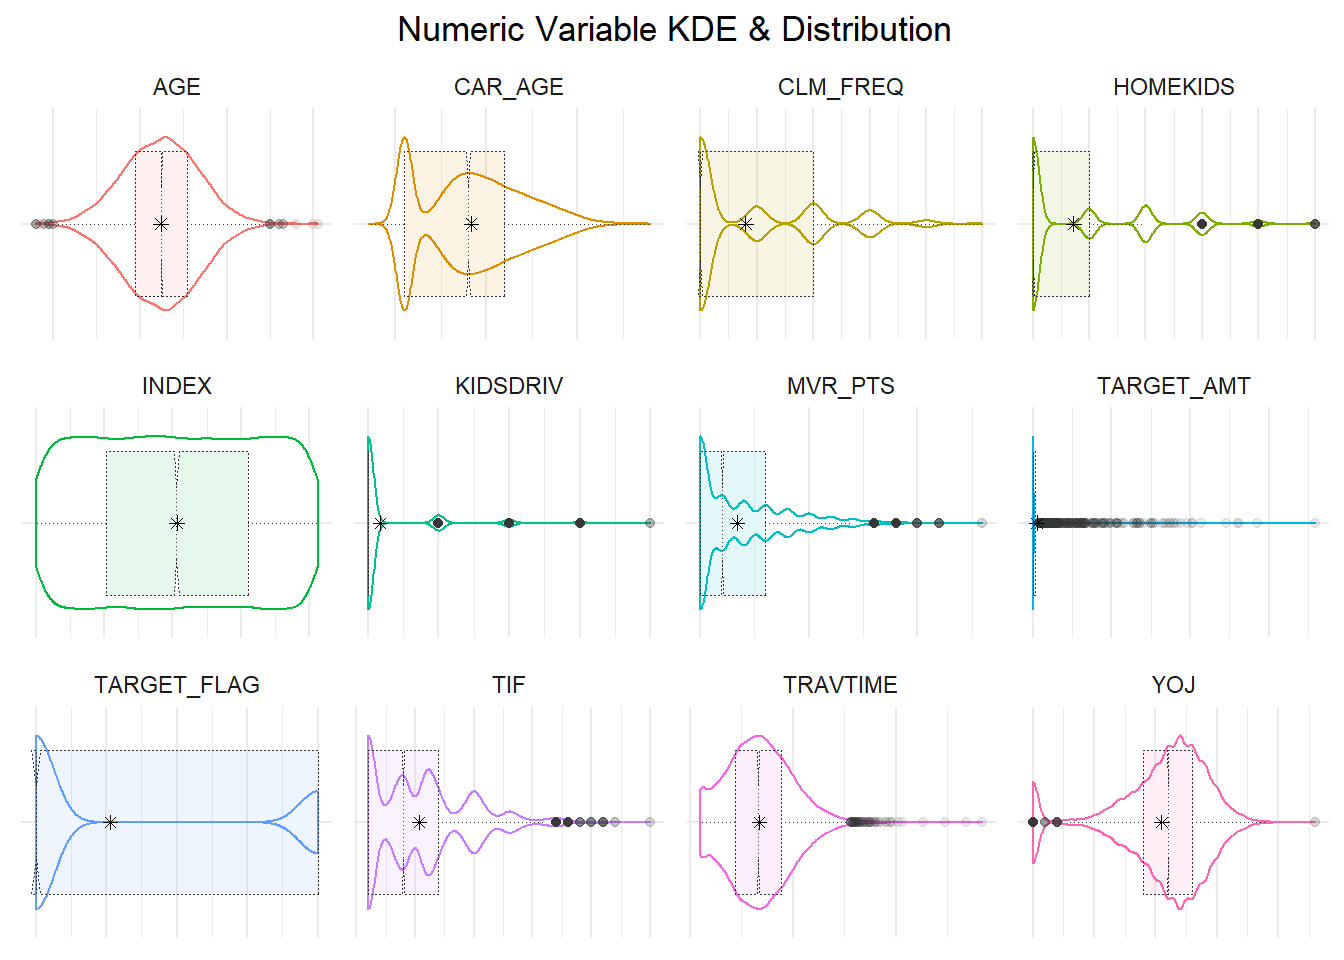 Numeric Variable KDE & Distribution
AGE
CAR_AGE
CLM_FREQ
HOMEKIDS
INDEX
KIDSDRIV
MVR_PTS
TARGET_AMT
TARGET_FLAG
TIF
TRAVTIME
YOJ